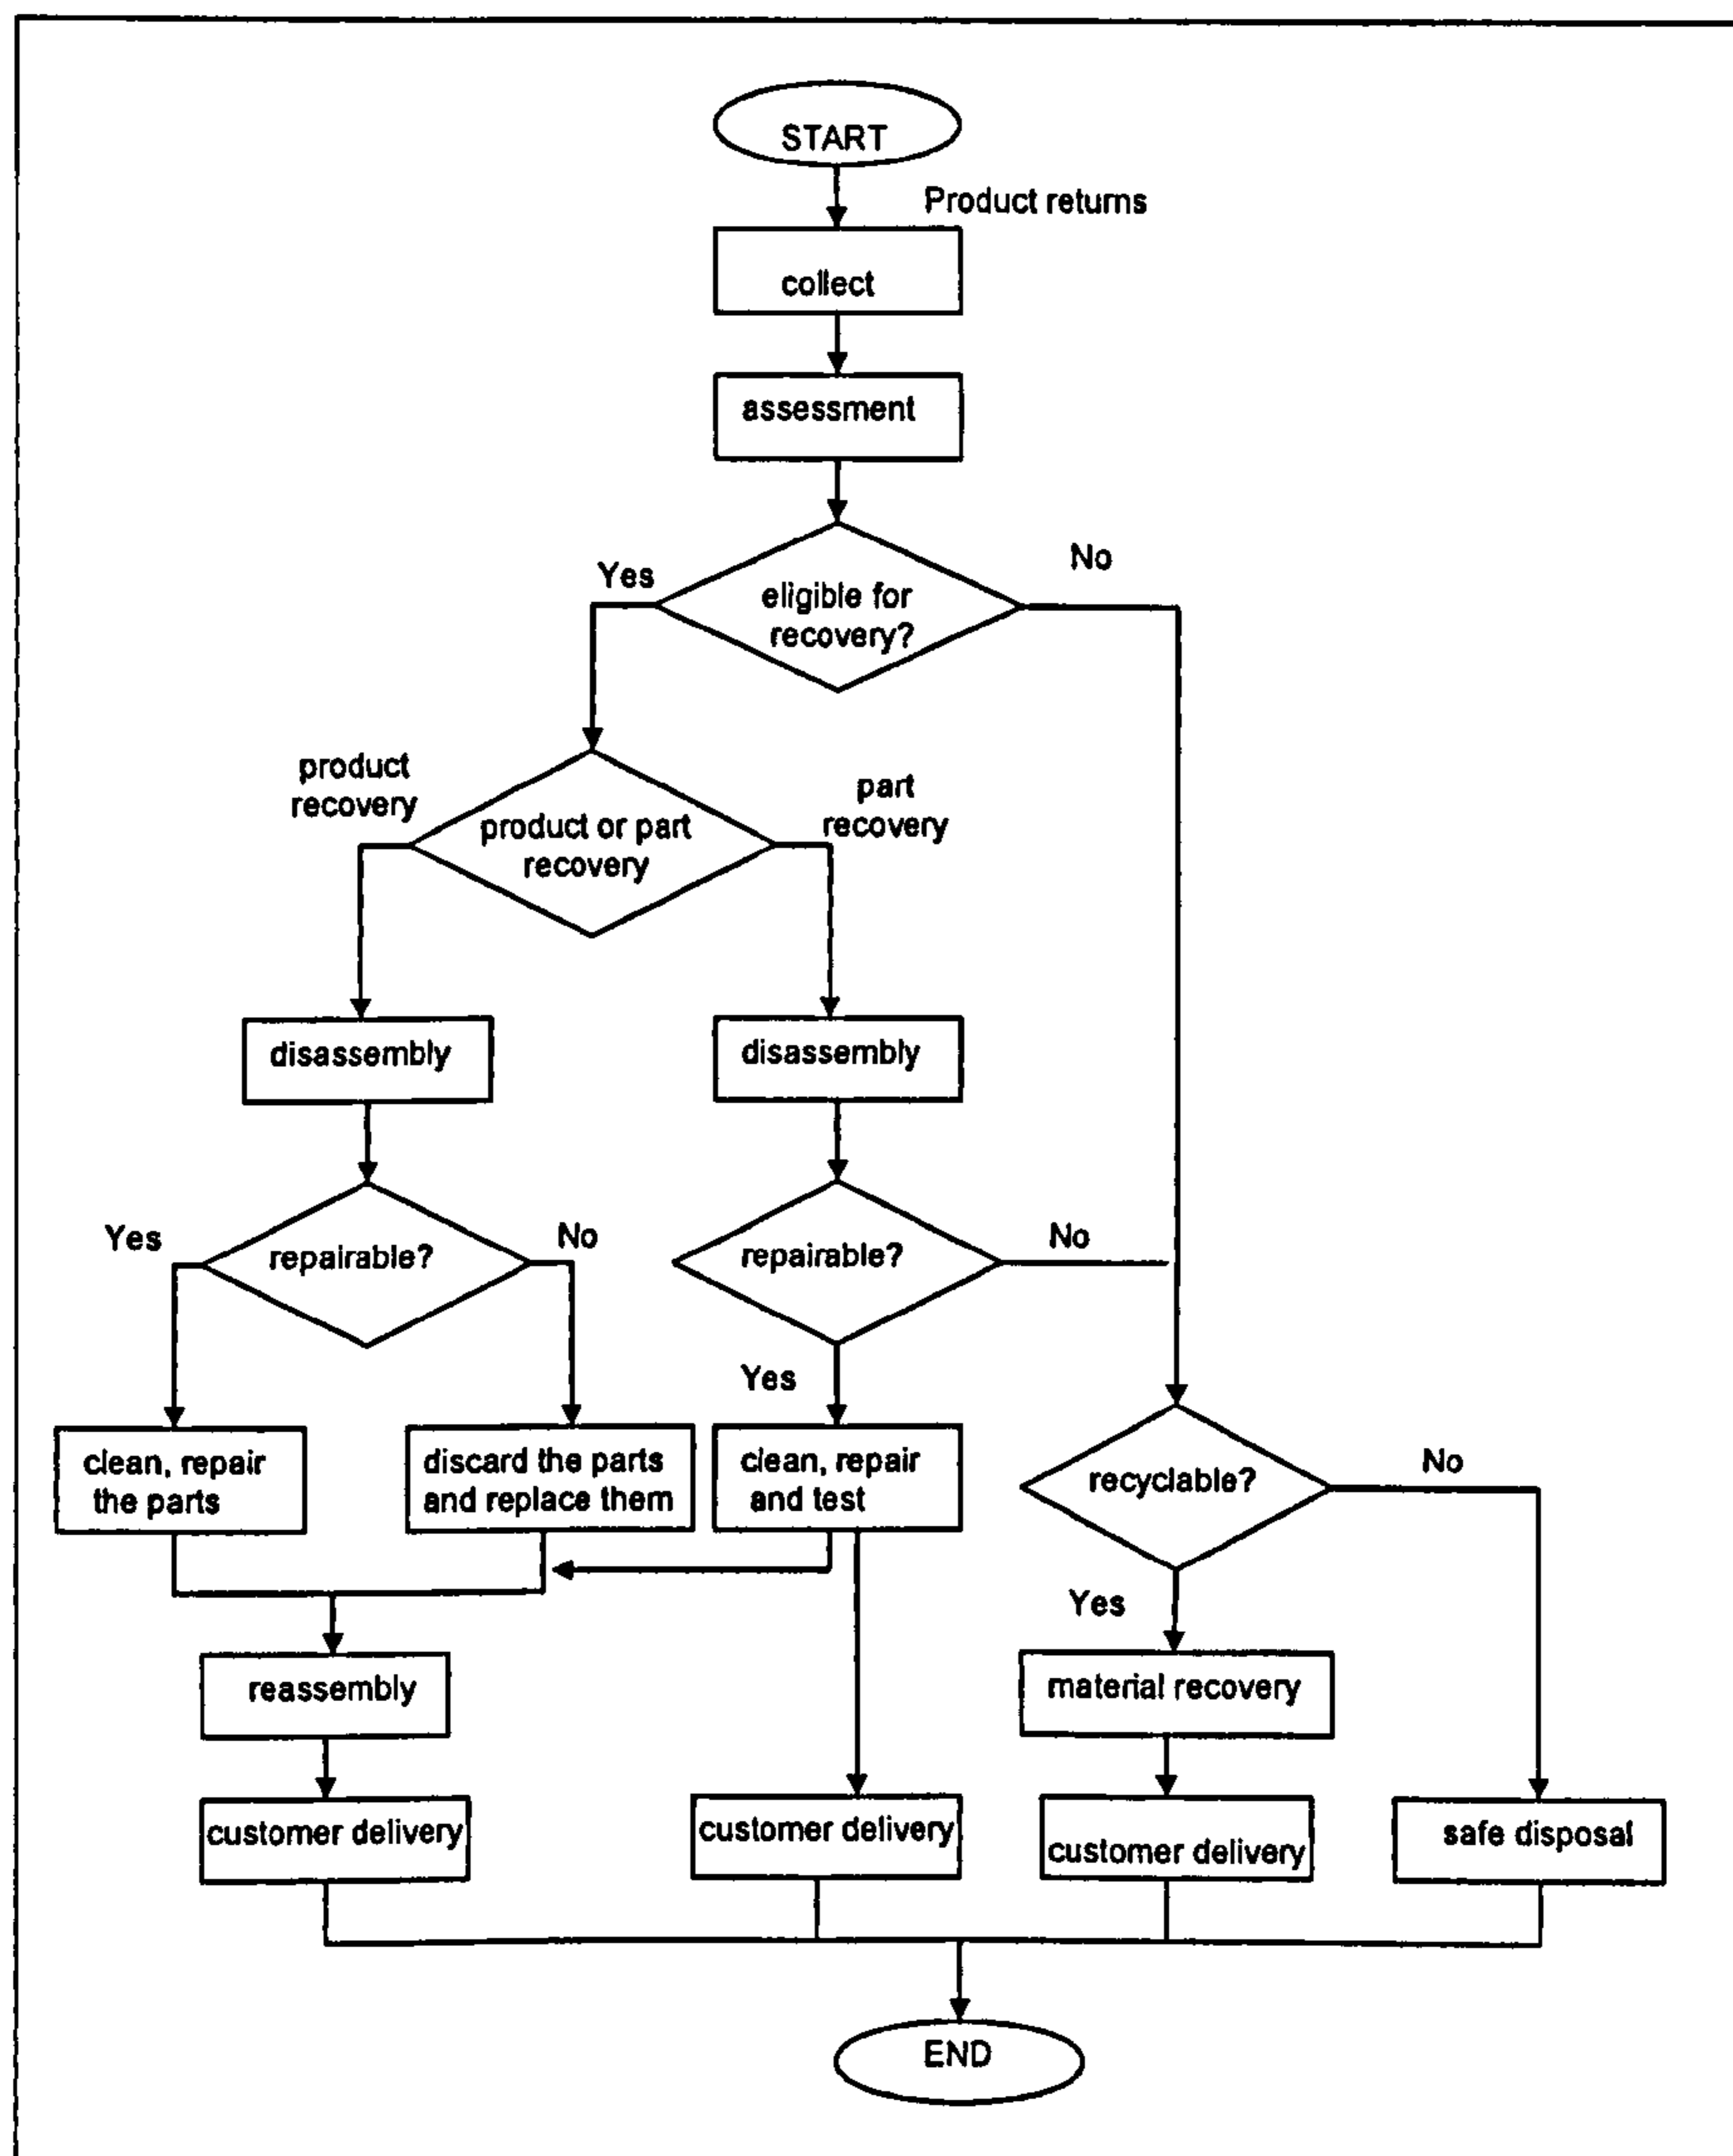 START
Product returns
collect
assessment
Yes
No
eligible for
recovery?
product
recovery
part
recovery
product or part
recovery
disassembly
disassembly
Yes
repairable?
No
repairable?
No
Yes
clean, repair
the parts
discard the parts
and replace them
clean, repair
and test
recyclable?
No
Yes
reassembly
material recovery
customer delivery
customer delivery
customer delivery
safe disposal
END